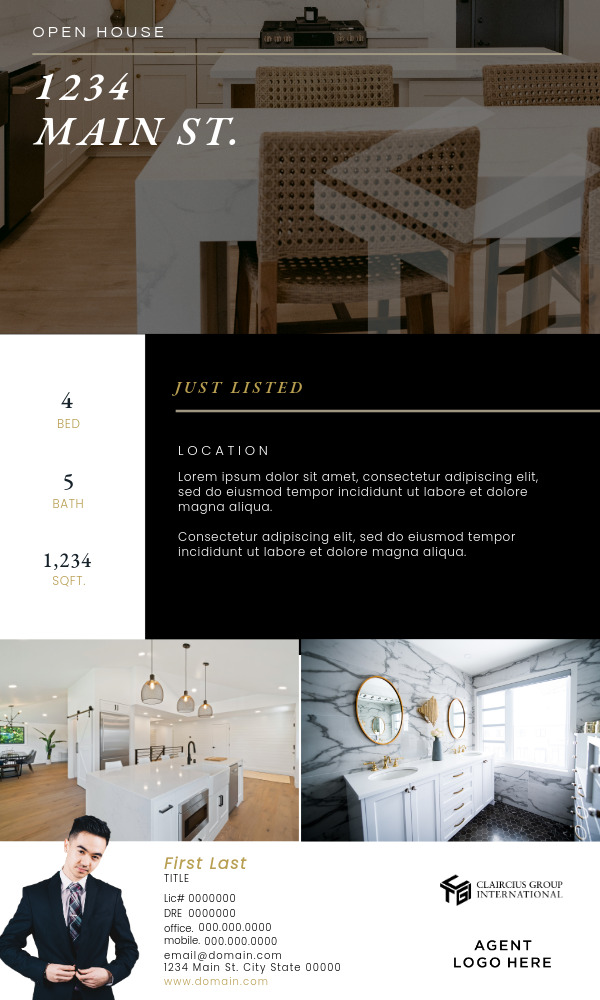 OPEN HOUSE
1234
MAIN ST.
4
BED
5
BATH
1,234
SQFT.
JUST LISTED
LOCATION
Lorem ipsum dolor sit amet, consectetur adipiscing elit,
sed do eiusmod tempor incididunt ut labore et dolore
magna aliqua.
Consectetur adipiscing elit, sed do eiusmod tempor
incididunt ut labore et dolore magna aliqua.
First Last
TITLE
Lic# 0000000
DRE 0000000
office. 000.000.0000
mobile. 000.000.0000
email@domain.com
1234 Main St. City State 00000
www.domain.com
CLAIRCIUS GROUP
INTERNATIONAL
AGENT
LOGO HERE